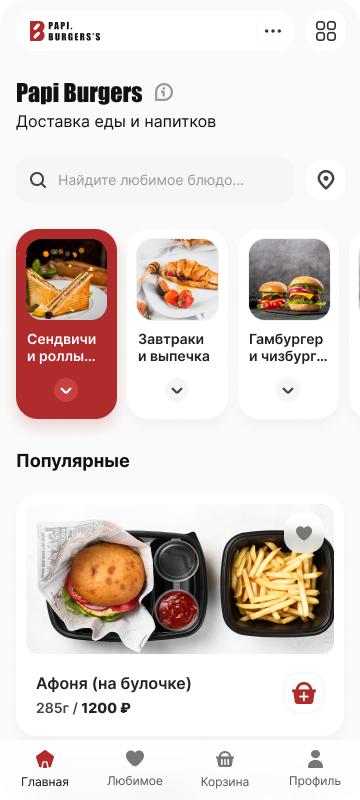 PAPI.
BURGERS'S
Papi Burgers
Доставка еды и напитков
Найдите любимое блюдо...
Сендвичи
и роллы...
Завтраки
и выпечка
Гамбургер
и чизбург...
Популярные
Афоня (на булочке)
285г / 1200 ₽
Главная
Любимое
Корзина
Профиль